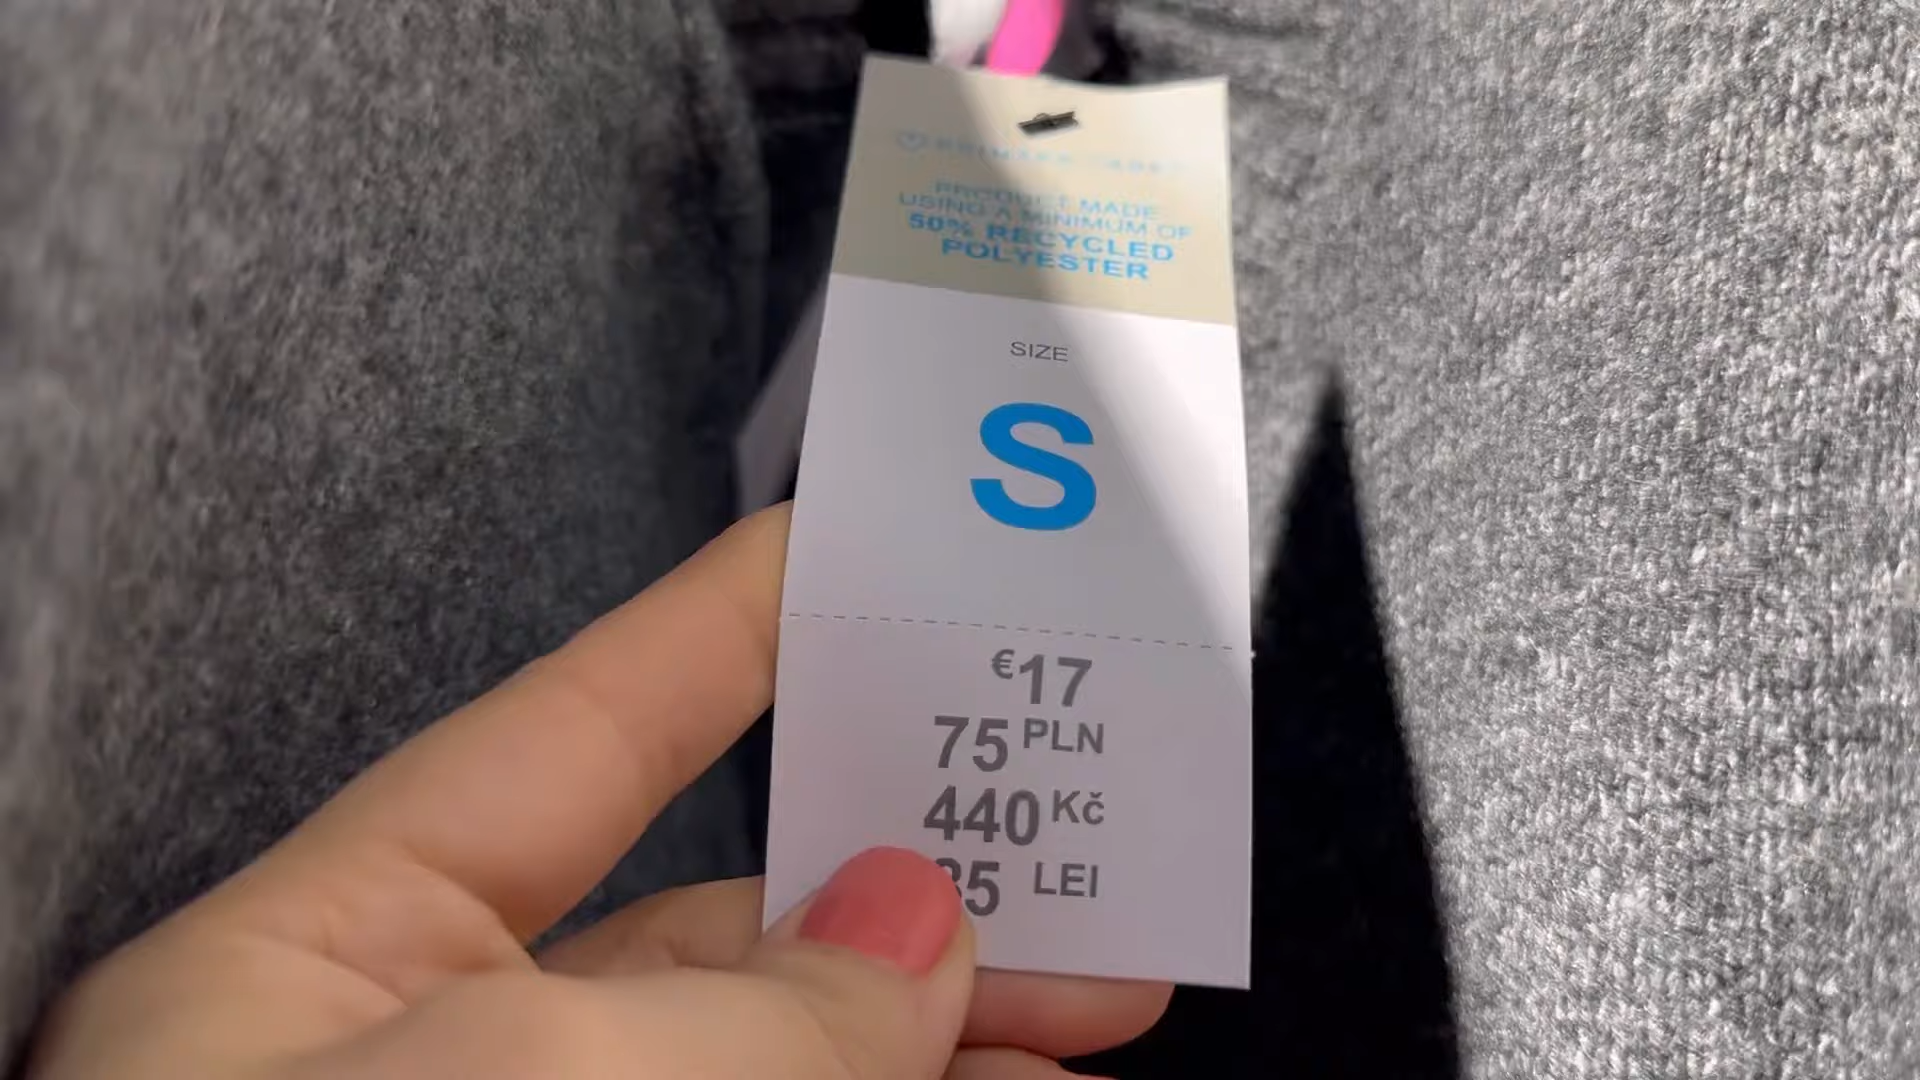 PRODUCT MADE
USING A MINIMUM OF
50% RECYCLED
POLYESTER
SIZE
S
€17
75 PLN
440 Kč
LEI